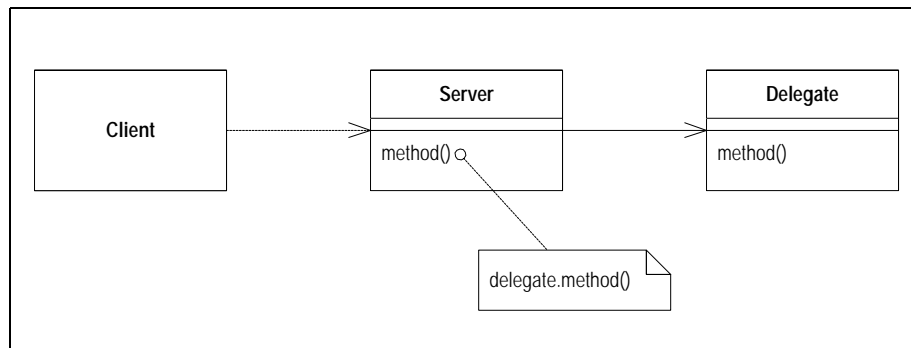 Client
Server
method()
Delegate
method()
delegate.method()